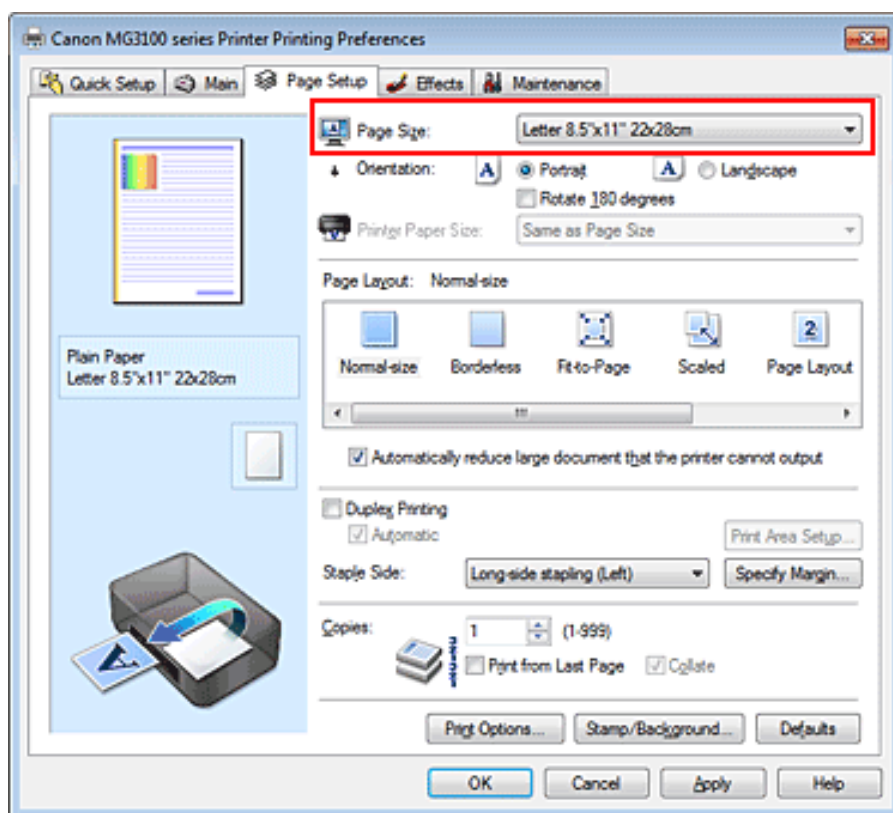 Canon MG3100 series Printer Printing Preferences
Quick Setup Main Page Setup Effects Maintenance
Page Size: Letter 8.5"x11" 22x28cm
Orientation: A Portrait A Landscape
Rotate 180 degrees
Printer Paper Size: Same as Page Size
Page Layout: Normal-size
2
Normal-size Borderless Fit-to-Page Scaled Page Layout
Plain Paper
Letter 8.5"x11" 22x28cm
Automatically reduce large document that the printer cannot output
Duplex Printing
Automatic Print Area Setup...
Staple Side: Long-side stapling (Left) Specify Margin...
Copies: 1 (1-999)
Print from Last Page Collate
A
Print Options... Stamp/Background... Defaults
OK Cancel Apply Help